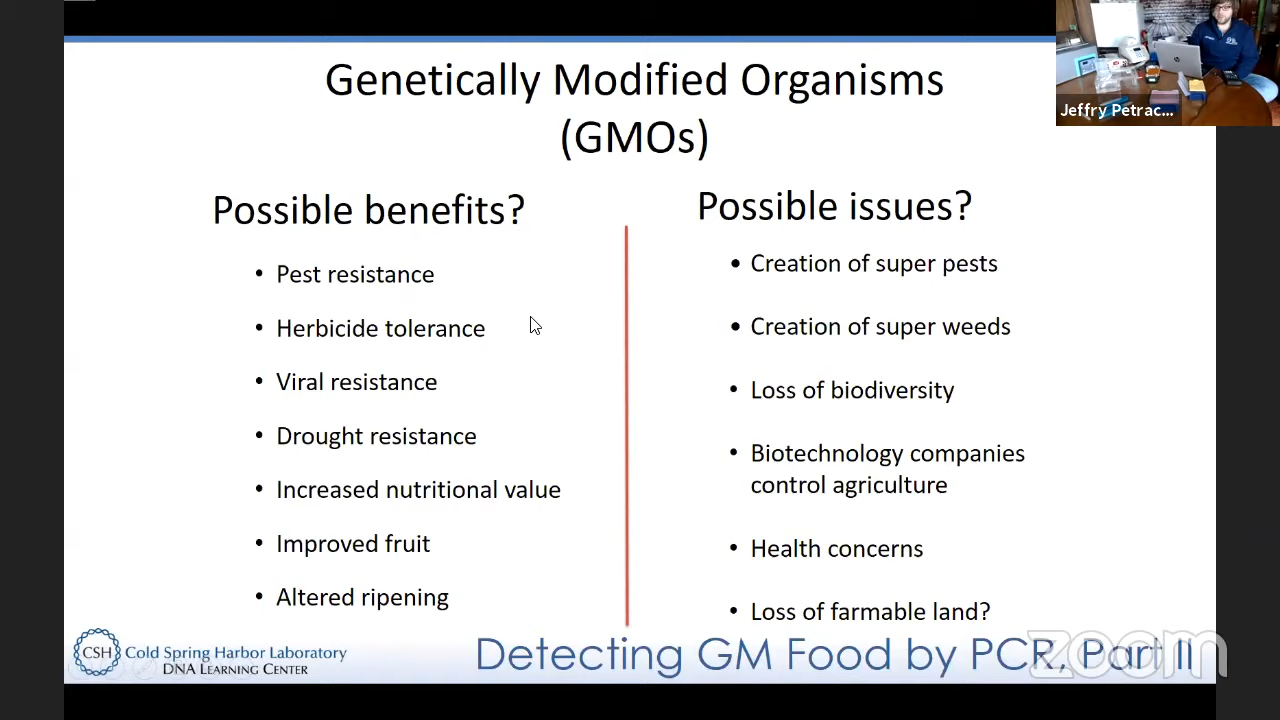 Genetically Modified Organisms
(GMOs)
Possible benefits?
• Pest resistance
• Herbicide tolerance
• Viral resistance
• Drought resistance
• Increased nutritional value
• Improved fruit
• Altered ripening
Possible issues?
• Creation of super pests
• Creation of super weeds
• Loss of biodiversity
• Biotechnology companies
control agriculture
• Health concerns
• Loss of farmable land?
Jeffry Petrac...
CSH Cold Spring Harbor Laboratory
DNA LEARNING CENTER
Detecting GM Food by PCR, Part II
zoom